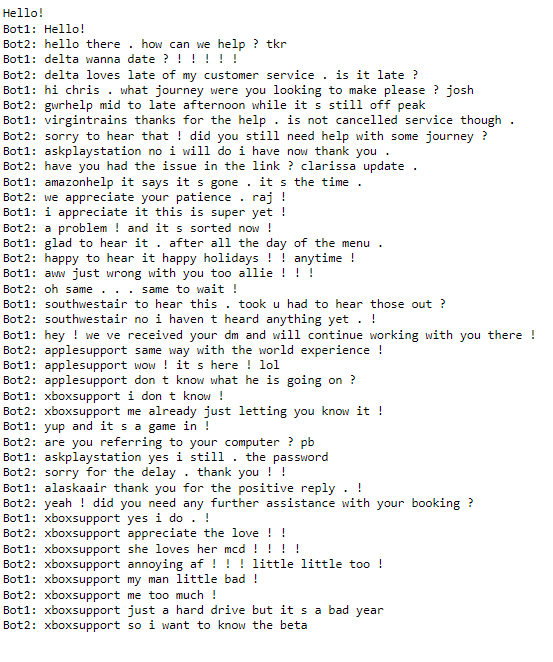 Hello!
Bot1: Hello!
Bot2: hello there . how can we help ? tkr
Bot1: delta wanna date ? ! ! ! ! !
Bot2: delta loves late of my customer service . is it late ?
Bot1: hi chris . what journey were you looking to make please ? josh
Bot2: gwrhelp mid to late afternoon while it s still off peak
Bot1: virgintrains thanks for the help . is not cancelled service though .
Bot2: sorry to hear that ! did you still need help with some journey ?
Bot1: askplaystation no i will do i have now thank you .
Bot2: have you had the issue in the link ? clarissa update .
Bot1: amazonhelp it says it s gone . it s the time .
Bot2: we appreciate your patience . raj !
Bot1: i appreciate it this is super yet !
Bot2: a problem ! and it s sorted now !
Bot1: glad to hear it . after all the day of the menu .
Bot2: happy to hear it happy holidays ! ! anytime !
Bot1: aww just wrong with you too allie ! ! !
Bot2: oh same . . . same to wait !
Bot1: southwestair to hear this . took u had to hear those out ?
Bot2: southwestair no i haven t heard anything yet . !
Bot1: hey ! we ve received your dm and will continue working with you there !
Bot2: applesupport same way with the world experience !
Bot1: applesupport wow ! it s here ! lol
Bot2: applesupport don t know what he is going on ?
Bot1: xboxsupport i don t know !
Bot2: xboxsupport me already just letting you know it !
Bot1: yup and it s a game in !
Bot2: are you referring to your computer ? pb
Bot1: askplaystation yes i still . the password
Bot2: sorry for the delay . thank you ! !
Bot1: alaskaair thank you for the positive reply . !
Bot2: yeah ! did you need any further assistance with your booking ?
Bot1: xboxsupport yes i do . !
Bot2: xboxsupport appreciate the love ! !
Bot1: xboxsupport she loves her mcd ! ! ! !
Bot2: xboxsupport annoying af ! ! ! little little too !
Bot1: xboxsupport my man little bad !
Bot2: xboxsupport me too much !
Bot1: xboxsupport just a hard drive but it s a bad year
Bot2: xboxsupport so i want to know the beta